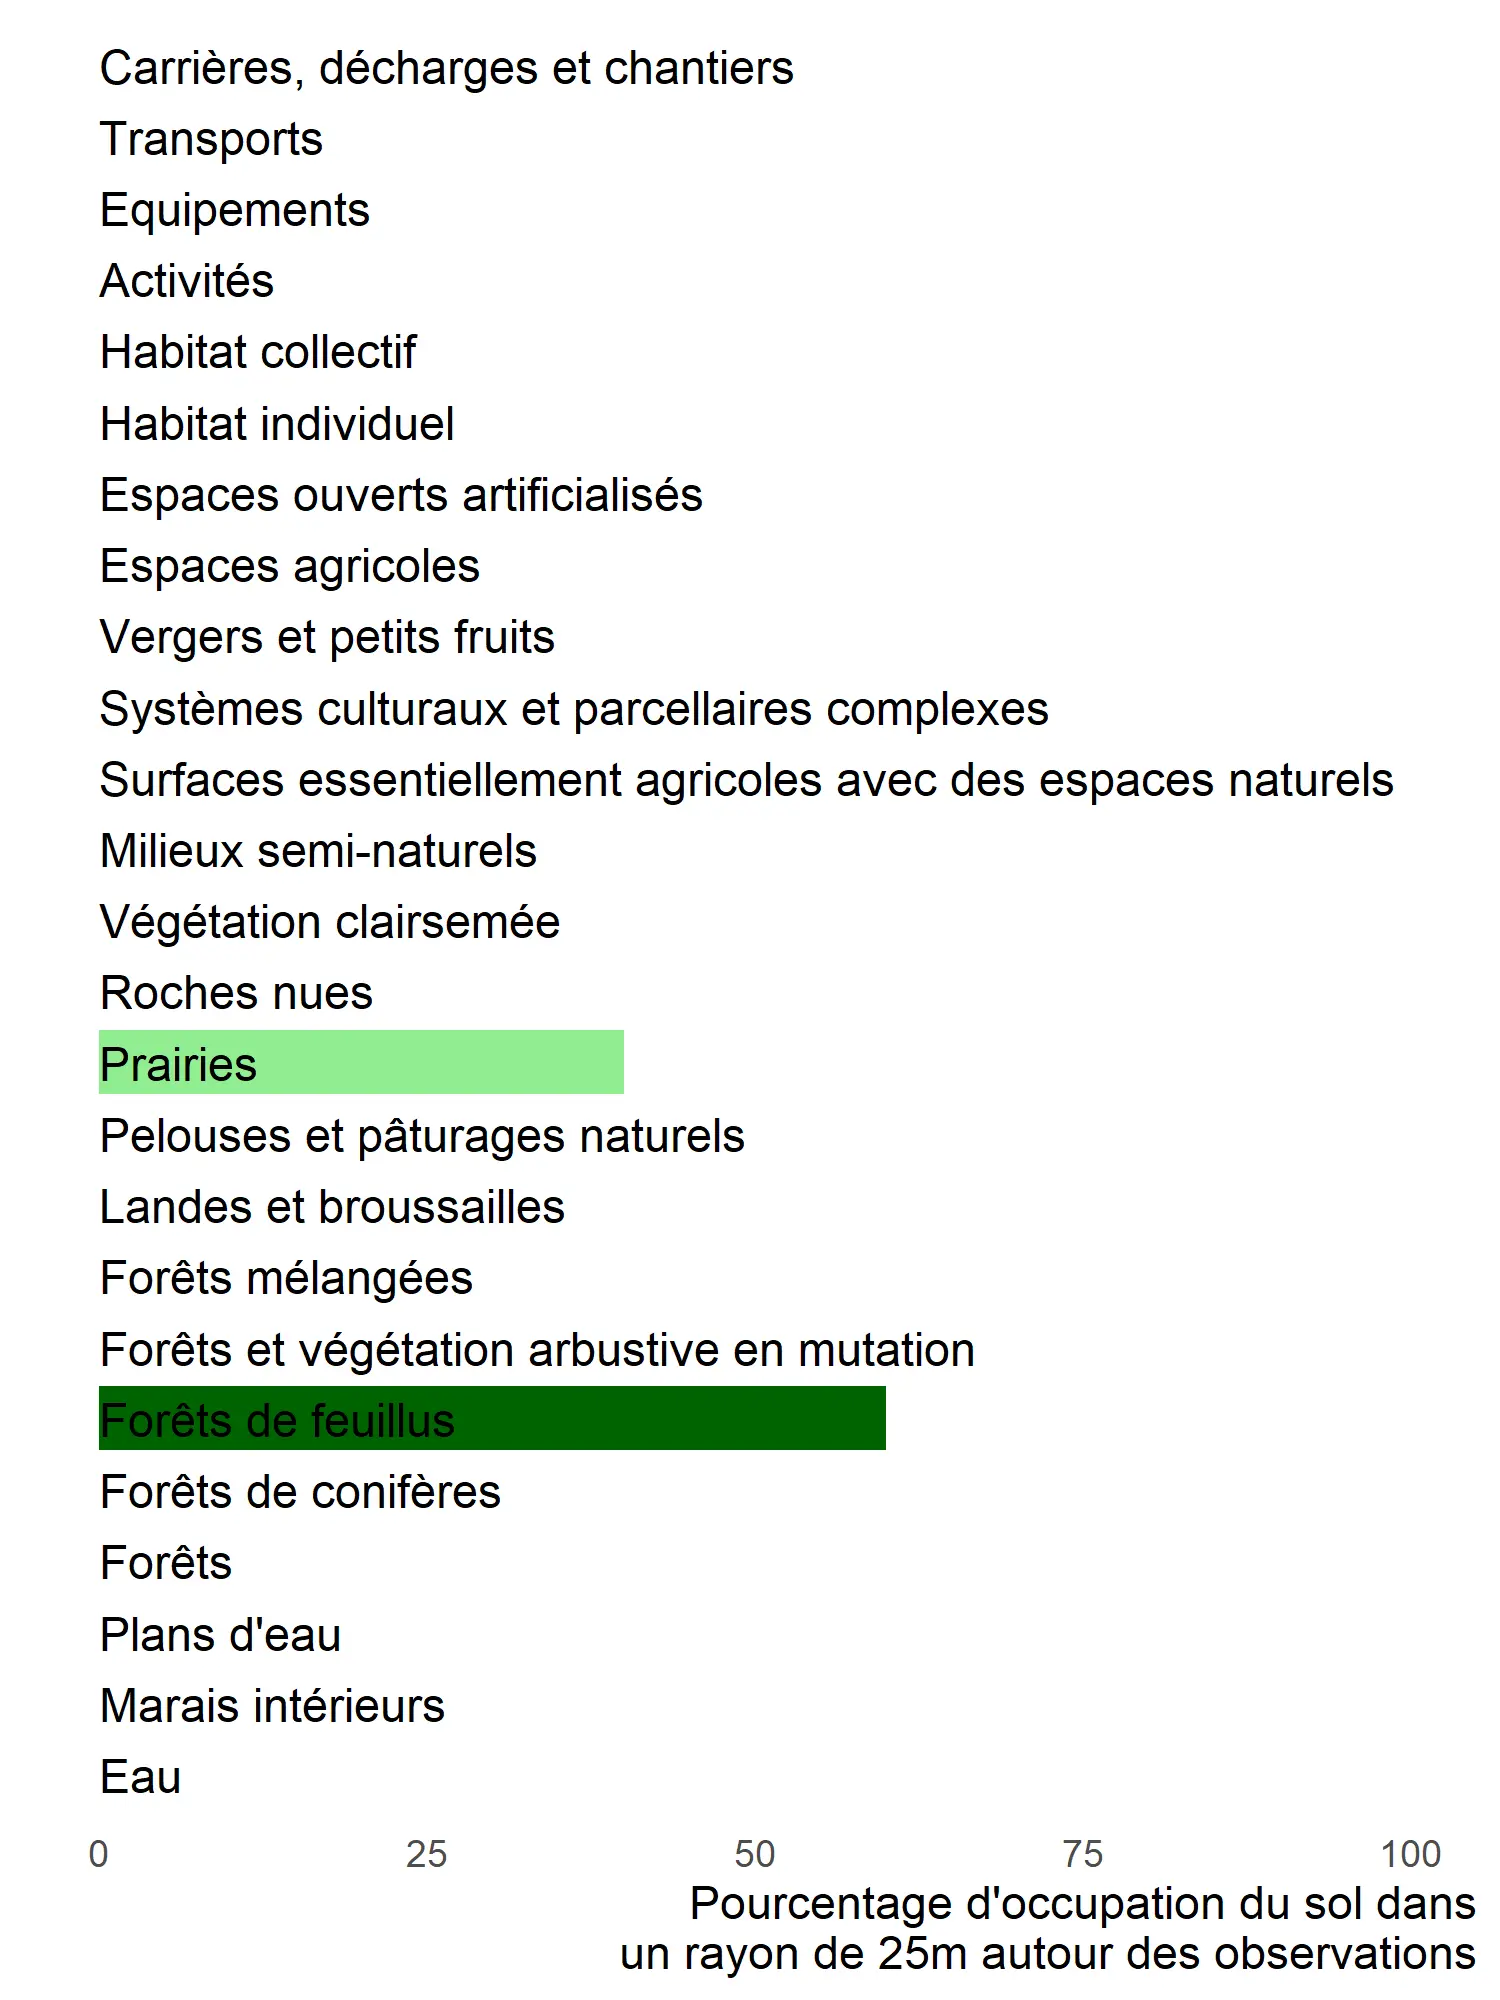 Carrières, décharges et chantiers
Transports
Equipements
Activités
Habitat collectif
Habitat individuel
Espaces ouverts artificialisés
Espaces agricoles
Vergers et petits fruits
Systèmes culturaux et parcellaires complexes
Surfaces essentiellement agricoles avec des espaces naturels
Milieux semi-naturels
Végétation clairsemée
Roches nues
Prairies
Pelouses et pâturages naturels
Landes et broussailles
Forêts mélangées
Forêts et végétation arbustive en mutation
Forêts de feuillus
Forêts de conifères
Forêts
Plans d'eau
Marais intérieurs
Eau
0 25 50 75 100
Pourcentage d'occupation du sol dans
un rayon de 25m autour des observations